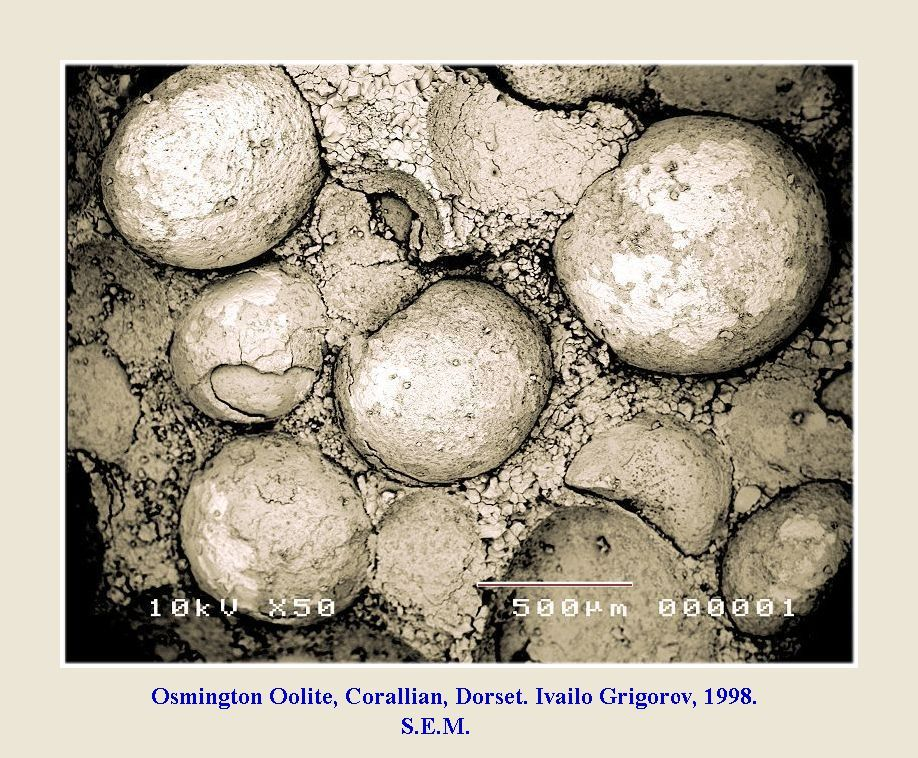 10kV X50 500µm 000001
Osmington Oolite, Corallian, Dorset. Ivailo Grigorov, 1998.
S.E.M.